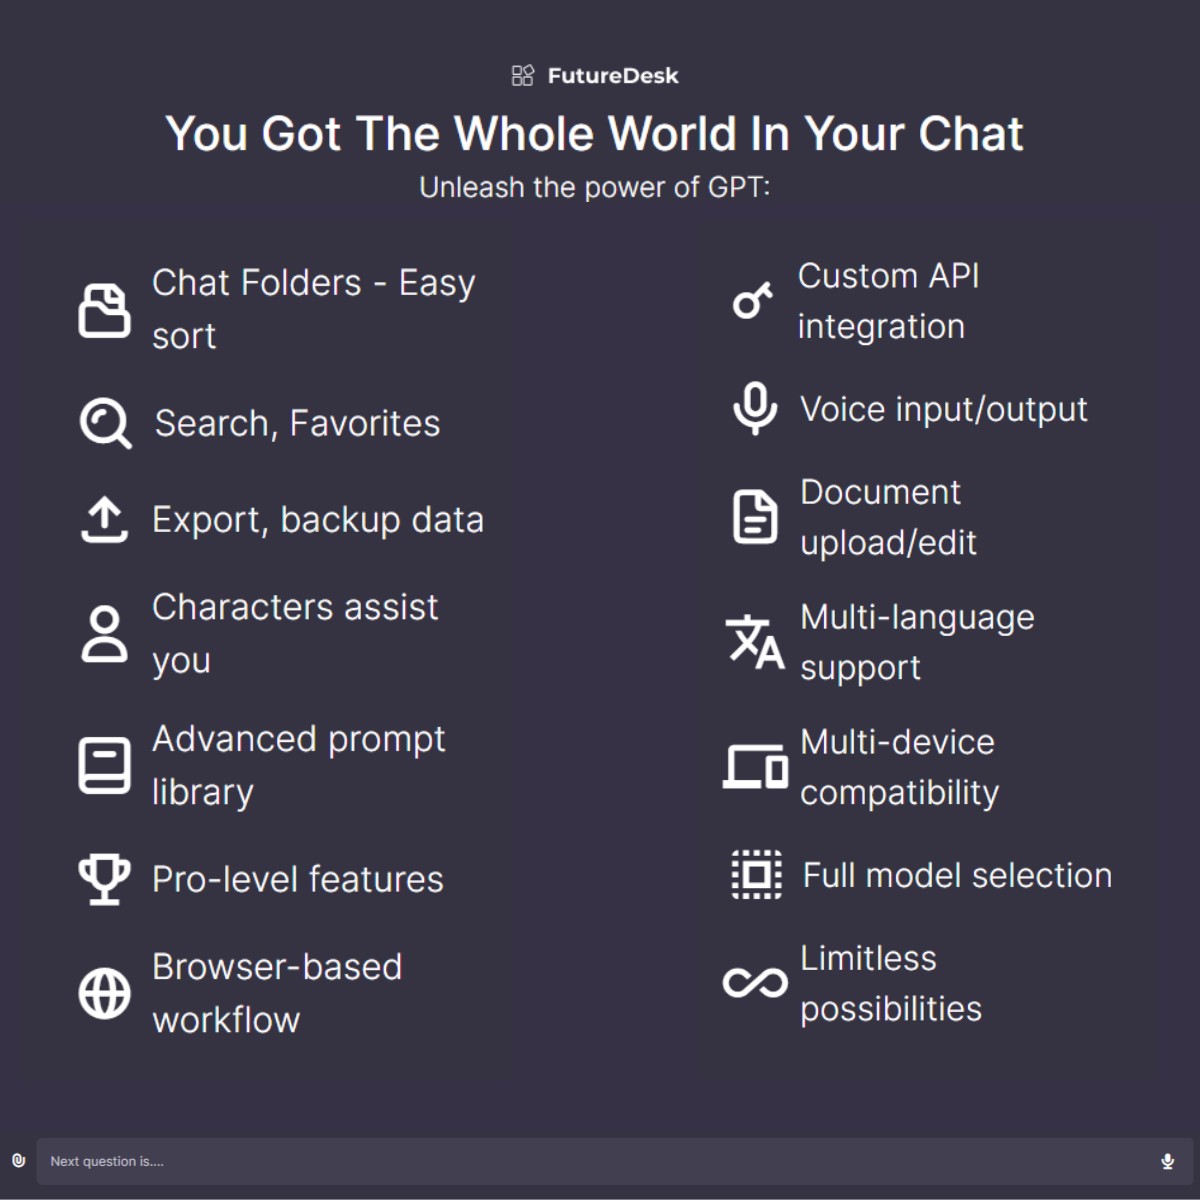 FutureDesk
You Got The Whole World In Your Chat
Unleash the power of GPT:
Chat Folders - Easy
sort
Search, Favorites
Export, backup data
Characters assist
you
Advanced prompt
library
Pro-level features
Browser-based
workflow
Custom API
integration
Voice input/output
Document
upload/edit
Multi-language
support
Multi-device
compatibility
Full model selection
Limitless
possibilities
Next question is....